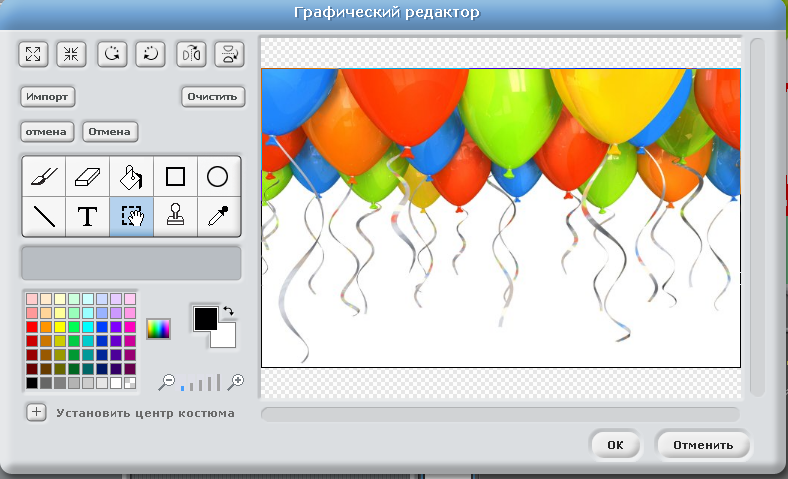 Графический редактор
Импорт
Очистить
отмена
Отмена
T
Установить центр костюма
OK
Отменить